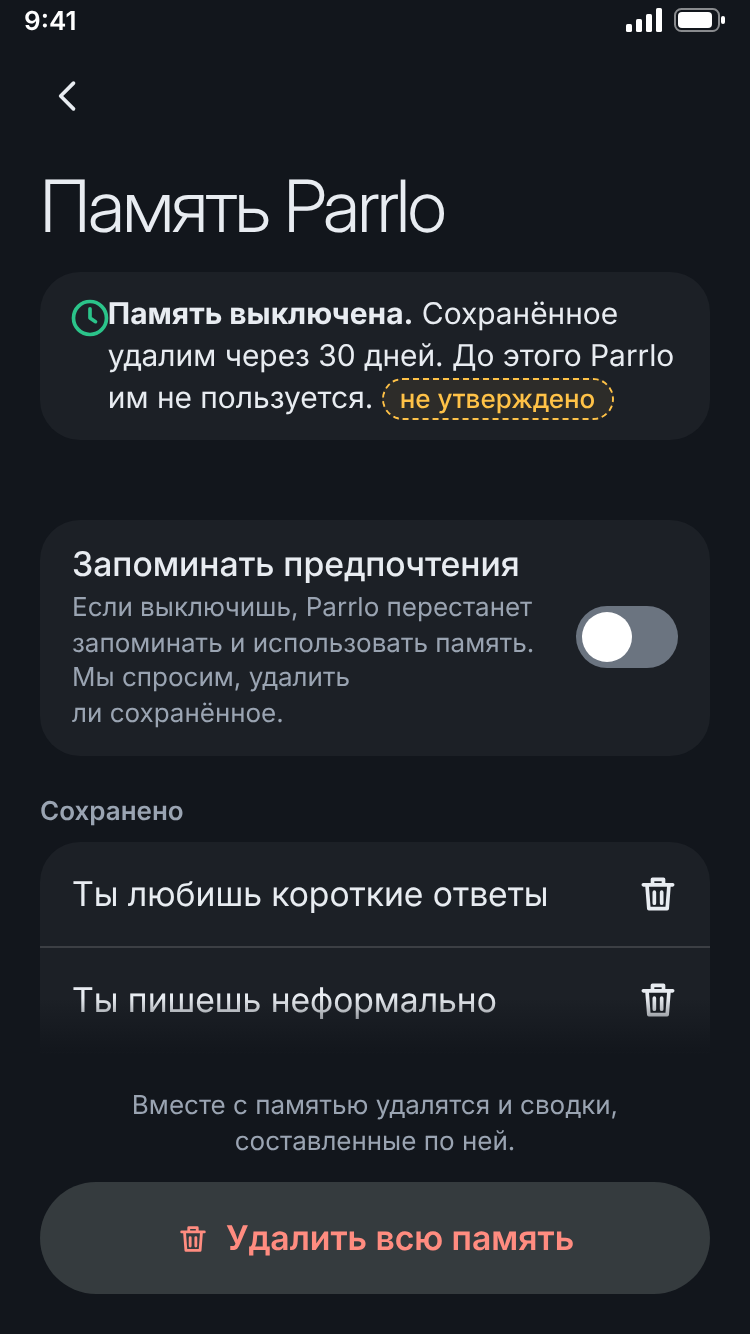 9:41
Память Parrlo
Память выключена. Сохранённое
удалим через 30 дней. До этого Parrlo
им не пользуется. не утверждено
Запоминать предпочтения
Если выключишь, Parrlo перестанет
запоминать и использовать память.
Мы спросим, удалить
ли сохранённое.
Сохранено
Ты любишь короткие ответы
Ты пишешь неформально
Вместе с памятью удалятся и сводки,
составленные по ней.
Удалить всю память